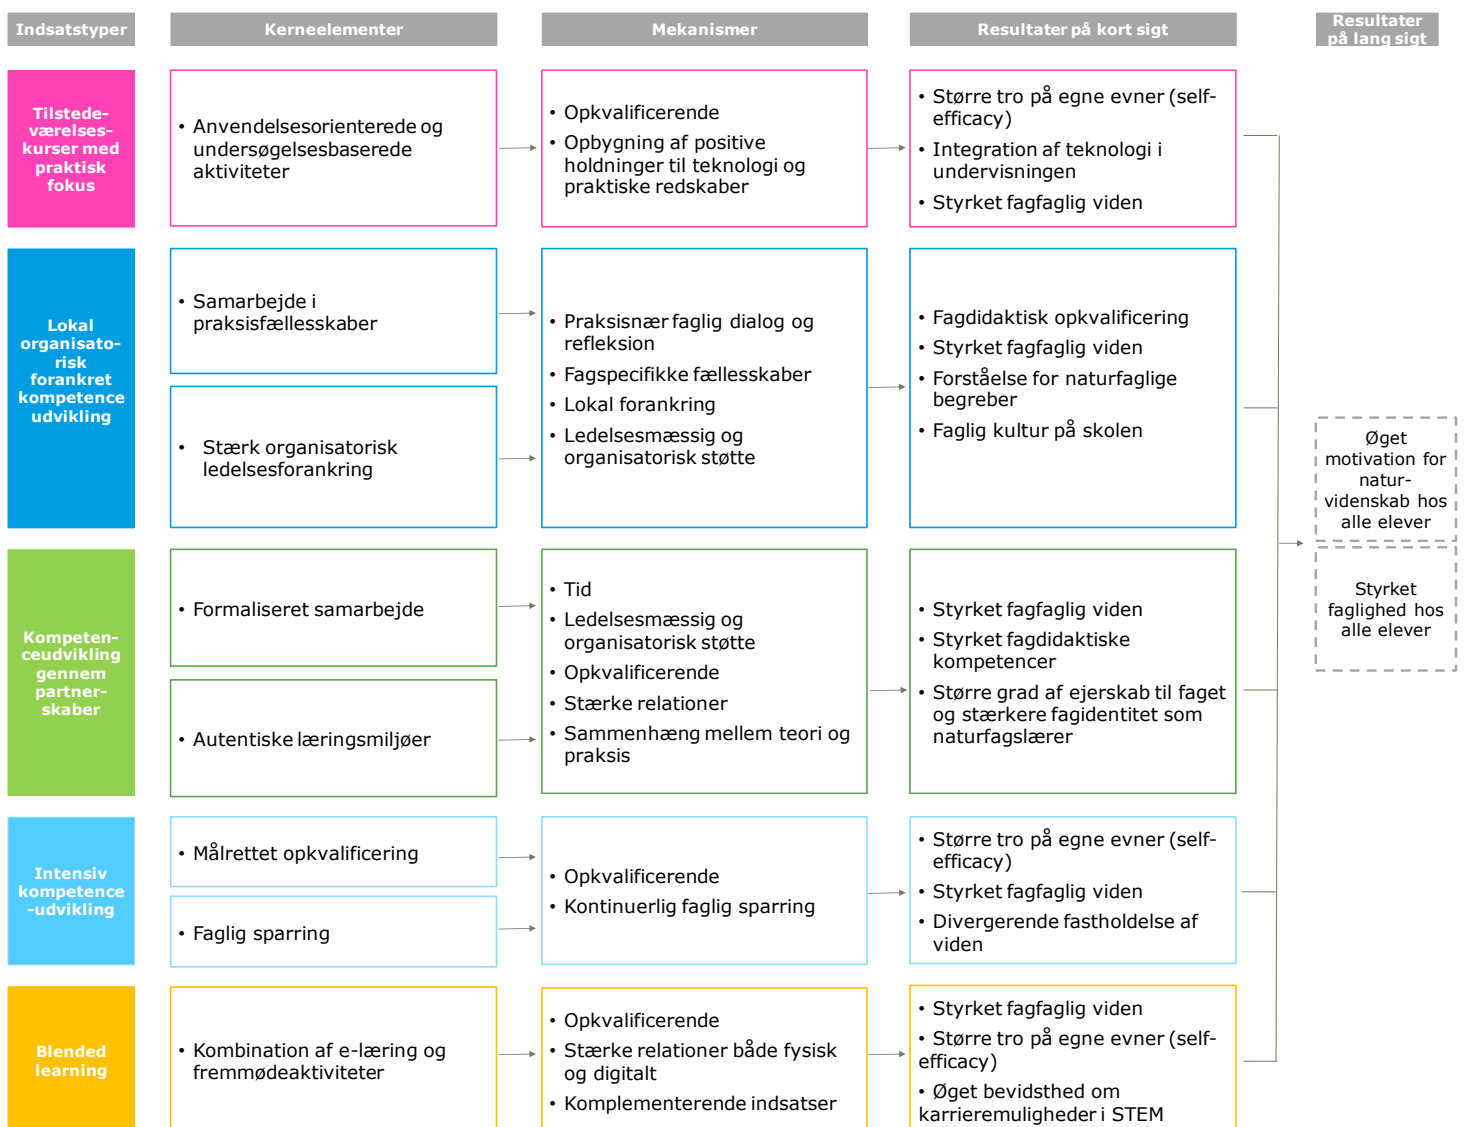 Indsatstyper
Kerneelementer
Mekanismer
Resultater på kort sigt
Resultater
på lang sigt
Tilstede-
værelses-
kurser med
praktisk
fokus
• Anvendelsesorienterede og
undersøgelsesbaserede
aktiviteter
• Opkvalificerende
• Opbygning af positive
holdninger til teknologi og
praktiske redskaber
• Større tro på egne evner (self-
efficacy)
• Integration af teknologi i
undervisningen
• Styrket fagfaglig viden
Lokal
organisato-
risk
forankret
kompetence
udvikling
• Samarbejde i
praksisfællesskaber
• Stærk organisatorisk
ledelsesforankring
• Praksisnær faglig dialog og
refleksion
• Fagspecifikke fællesskaber
• Lokal forankring
• Ledelsesmæssig og
organisatorisk støtte
• Fagdidaktisk opkvalificering
• Styrket fagfaglig viden
• Forståelse for naturfaglige
begreber
• Faglig kultur på skolen
Kompeten-
ceudvikling
gennem
partner-
skaber
• Formaliseret samarbejde
• Autentiske læringsmiljøer
• Tid
• Ledelsesmæssig og
organisatorisk støtte
• Opkvalificerende
• Stærke relationer
• Sammenhæng mellem teori og
praksis
• Styrket fagfaglig viden
• Styrket fagdidaktiske
kompetencer
• Større grad af ejerskab til faget
og stærkere fagidentitet som
naturfagslærer
Intensiv
kompetence
-udvikling
• Målrettet opkvalificering
• Faglig sparring
• Opkvalificerende
• Kontinuerlig faglig sparring
• Større tro på egne evner (self-
efficacy)
• Styrket fagfaglig viden
• Divergerende fastholdelse af
viden
Blended
learning
• Kombination af e-læring og
fremmødeaktiviteter
• Opkvalificerende
• Stærke relationer både fysisk
og digitalt
• Komplementerende indsatser
• Styrket fagfaglig viden
• Større tro på egne evner (self-
efficacy)
• Øget bevidsthed om
karrieremuligheder i STEM
Øget
motivation for
natur-
videnskab hos
alle elever
Styrket
faglighed hos
alle elever